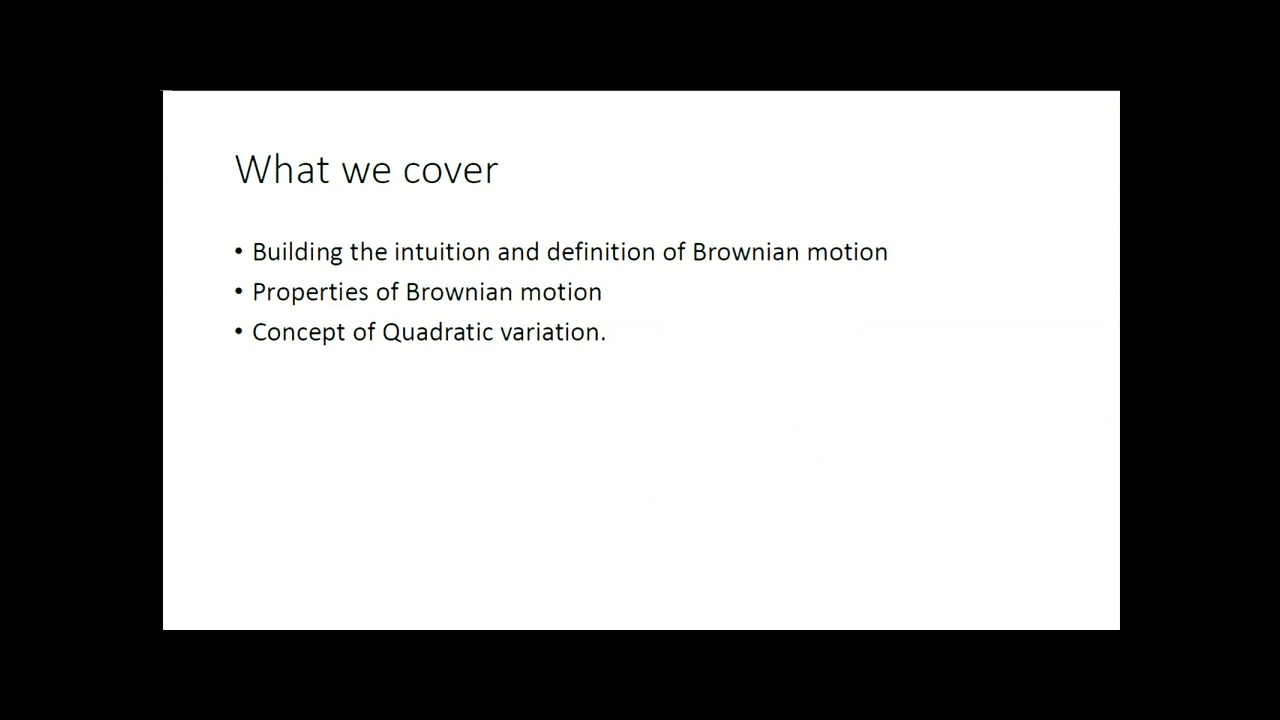 What we cover
• Building the intuition and definition of Brownian motion
• Properties of Brownian motion
• Concept of Quadratic variation.